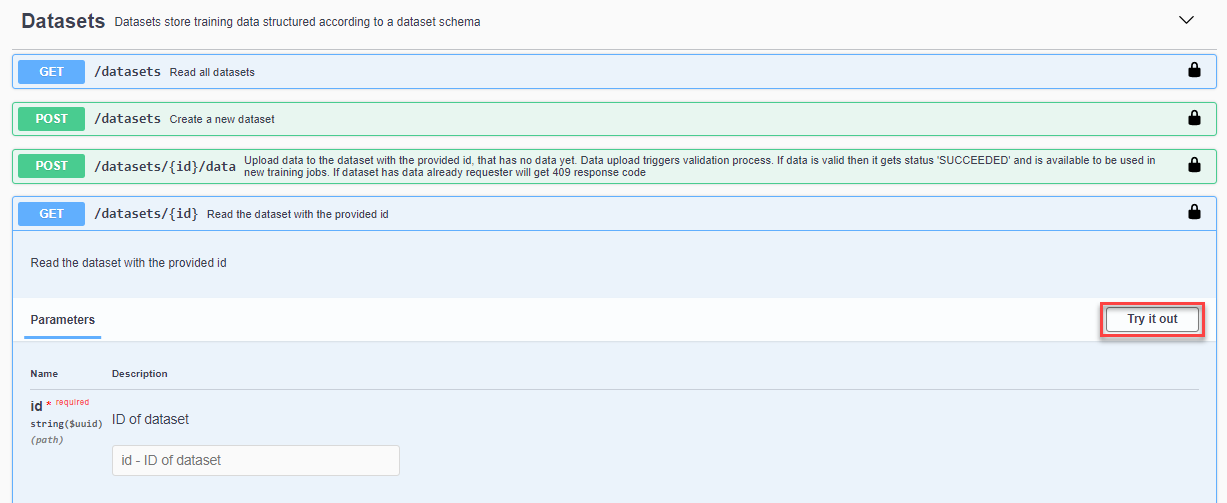 Datasets Datasets store training data structured according to a dataset schema
GET /datasets Read all datasets
POST /datasets Create a new dataset
POST /datasets/{id}/data Upload data to the dataset with the provided id, that has no data yet. Data upload triggers validation process. If data is valid then it gets status 'SUCCEEDED' and is available to be used in
new training jobs. If dataset has data already requester will get 409 response code
GET /datasets/{id} Read the dataset with the provided id
Read the dataset with the provided id
Parameters Try it out
Name Description
id * required
string($uuid) ID of dataset
(path)
id - ID of dataset